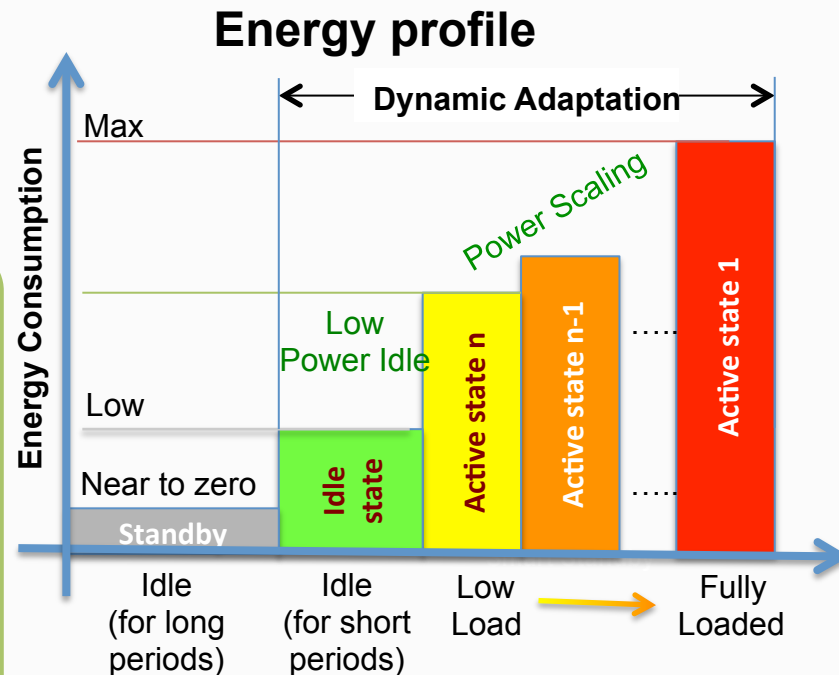 Energy profile
Dynamic Adaptation
Max
Power Scaling
Energy Consumption
Low
Power Idle
Low
Near to zero
Standby
Idle
state
Active state n
Active state n-1
.....
.....
Active state 1
Idle
(for long
periods)
Idle
(for short
periods)
Low
Load
Fully
Loaded